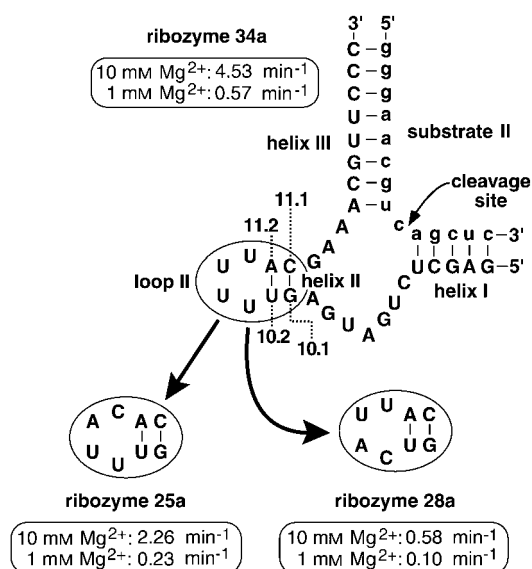 3' 5'
ribozyme 34a
10 mM Mg2+: 4.53 min-1
1 mM Mg2+: 0.57 min-1
C – g
C – g
C – g
U – a
U – a
helix III
substrate II
G – c
C – g
A – u
cleavage site
11.1
11.2
A
A
c
a g c u c – 3'
U U A C G
loop II
helix II
U C G A G – 5'
U U U G A
G U A G U C
helix I
10.2
10.1
A C A C
U U U G
U U A C
A C U G
ribozyme 25a
ribozyme 28a
10 mM Mg2+: 2.26 min-1
1 mM Mg2+: 0.23 min-1
10 mM Mg2+: 0.58 min-1
1 mM Mg2+: 0.10 min-1